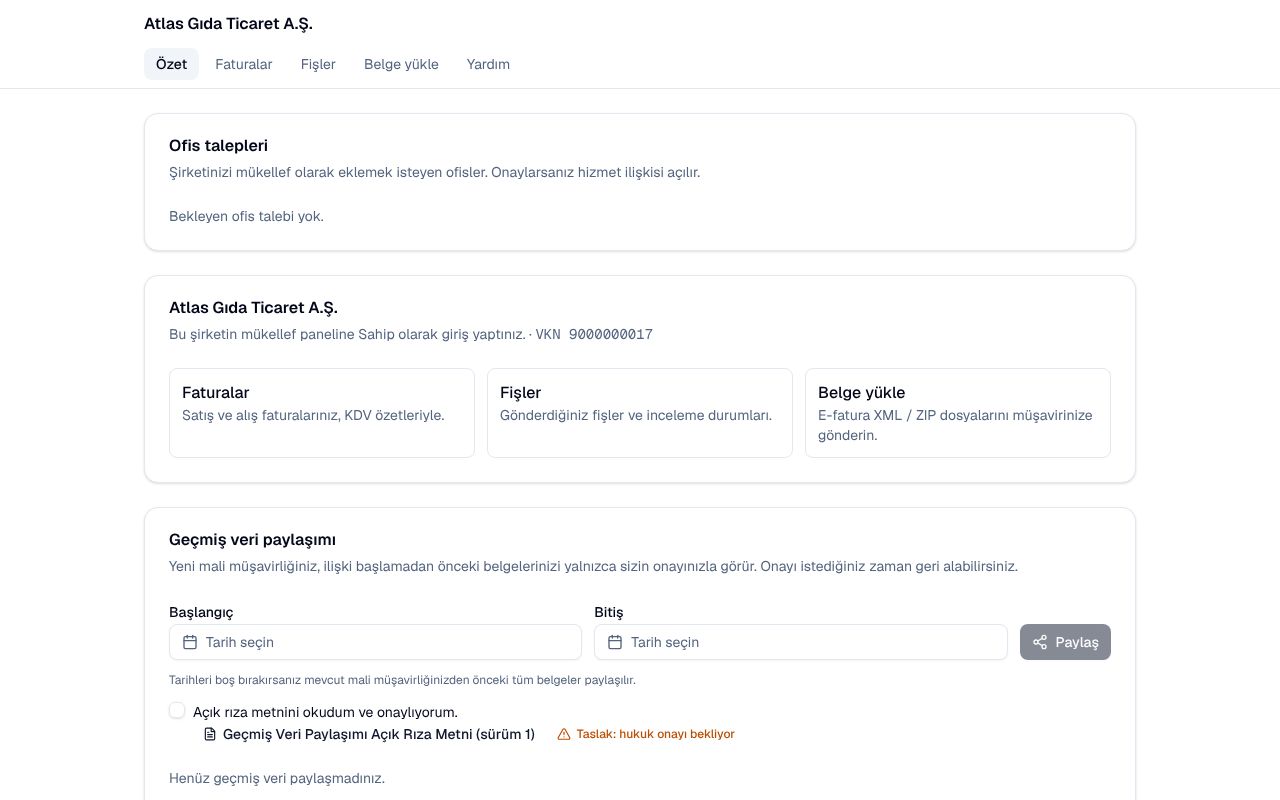 Atlas Gıda Ticaret A.Ş.
Özet
Faturalar
Fişler
Belge yükle
Yardım
Ofis talepleri
Şirketinizi mükellef olarak eklemek isteyen ofisler. Onaylarsanız hizmet ilişkisi açılır.
Bekleyen ofis talebi yok.
Atlas Gıda Ticaret A.Ş.
Bu şirketin mükellef paneline Sahip olarak giriş yaptınız. · VKN 9000000017
Faturalar
Satış ve alış faturalarınız, KDV özetleriyle.
Fişler
Gönderdiğiniz fişler ve inceleme durumları.
Belge yükle
E-fatura XML / ZIP dosyalarını müşavirinize
gönderin.
Geçmiş veri paylaşımı
Yeni mali müşavirliğiniz, ilişki başlamadan önceki belgelerinizi yalnızca sizin onayınızla görür. Onayı istediğiniz zaman geri alabilirsiniz.
Başlangıç
Tarih seçin
Bitiş
Tarih seçin
Paylaş
Tarihleri boş bırakırsanız mevcut mali müşavirliğinizden önceki tüm belgeler paylaşılır.
Açık rıza metnini okudum ve onaylıyorum.
Geçmiş Veri Paylaşımı Açık Rıza Metni (sürüm 1)
Taslak: hukuk onayı bekliyor
Henüz geçmiş veri paylaşmadınız.